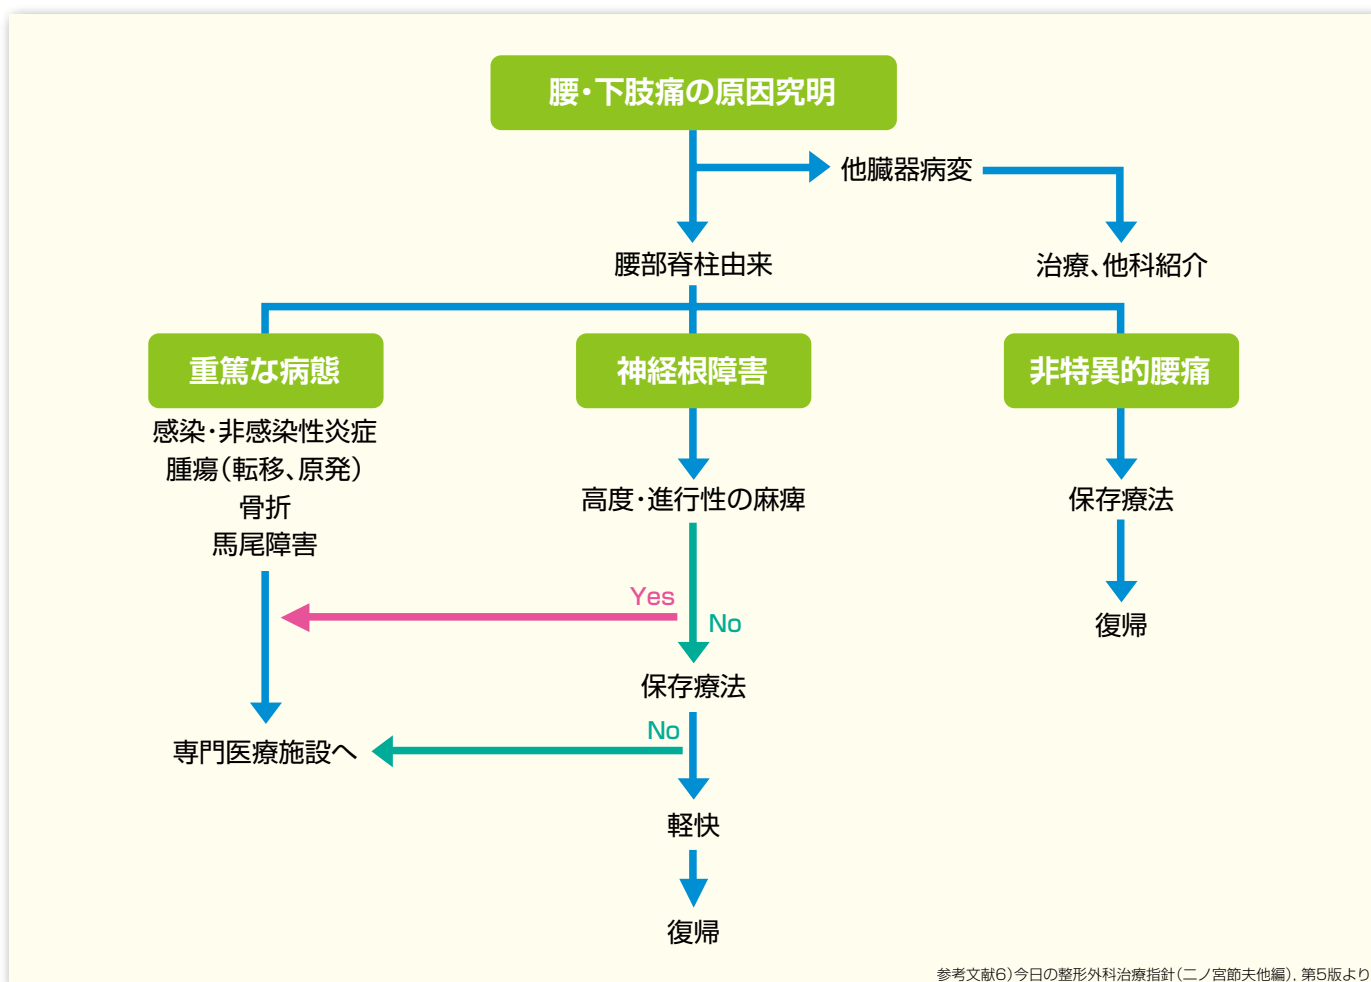 腰・下肢痛の原因究明
他臓器病変
腰部脊柱由来
治療、他科紹介
重篤な病態
神経根障害
非特異的腰痛
感染・非感染性炎症
腫瘍（転移、原発）
骨折
馬尾障害
高度・進行性の麻痺
保存療法
Yes
No
復帰
保存療法
No
専門医療施設へ
軽快
復帰
参考文献6）今日の整形外科治療指針（二ノ宮節夫他編）. 第5版より